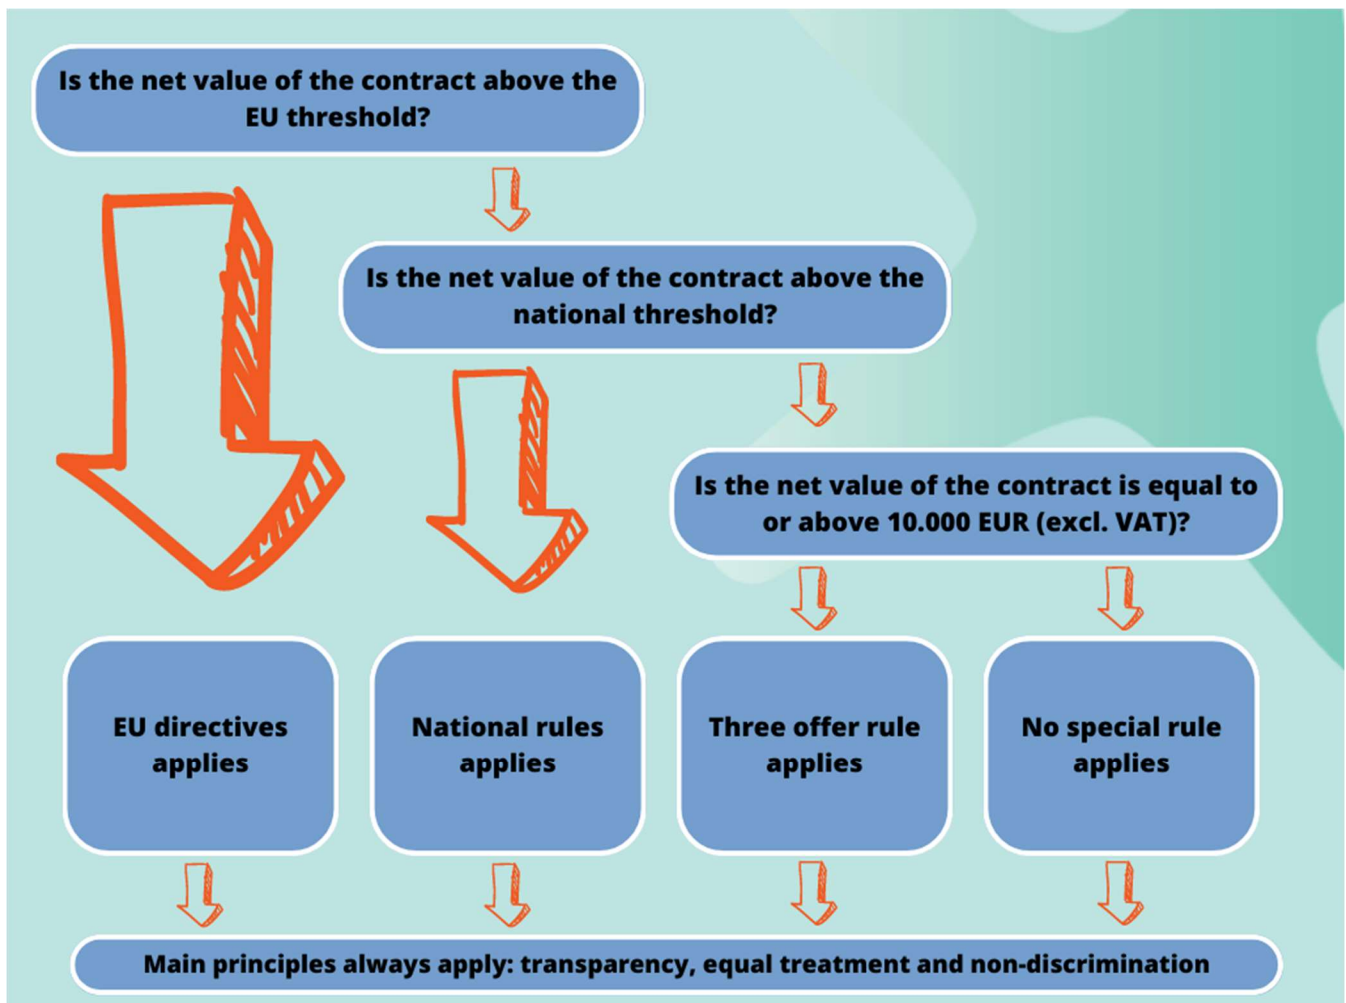 Is the net value of the contract above the
EU threshold?
Is the net value of the contract above the
national threshold?
Is the net value of the contract is equal to
or above 10.000 EUR (excl. VAT)?
EU directives
applies
National rules
applies
Three offer rule
applies
No special rule
applies
Main principles always apply: transparency, equal treatment and non-discrimination